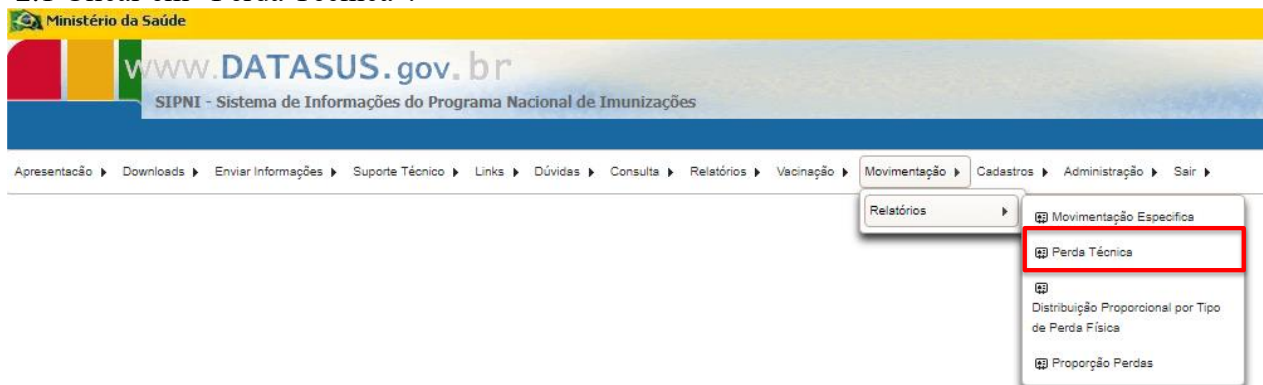 Ministério da Saúde
www.DATASUS.gov.br
SIPNI - Sistema de Informações do Programa Nacional de Imunizações
Apresentacão Downloads Enviar Informações Suporte Técnico Links Dúvidas Consulta Relatórios Vacinação Movimentação Cadastros Administração Sair
Relatórios
Movimentação Especifica
Perda Técnica
Distribuição Proporcional por Tipo
de Perda Física
Proporção Perdas